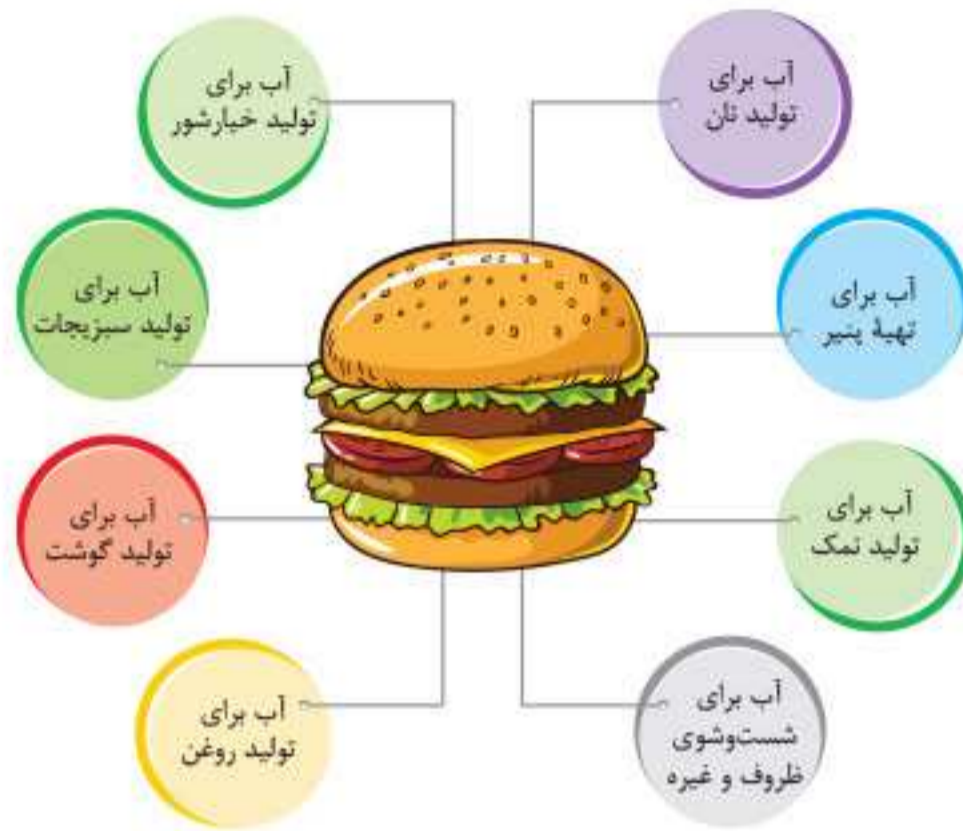 آب برای
تولید نان
آب برای
تولید خیارشور
آب برای
تهیهٔ پنیر
آب برای
تولید سبزیجات
آب برای
تولید نمک
آب برای
تولید گوشت
آب برای
شست‌وشوی
ظروف و غیره
آب برای
تولید روغن